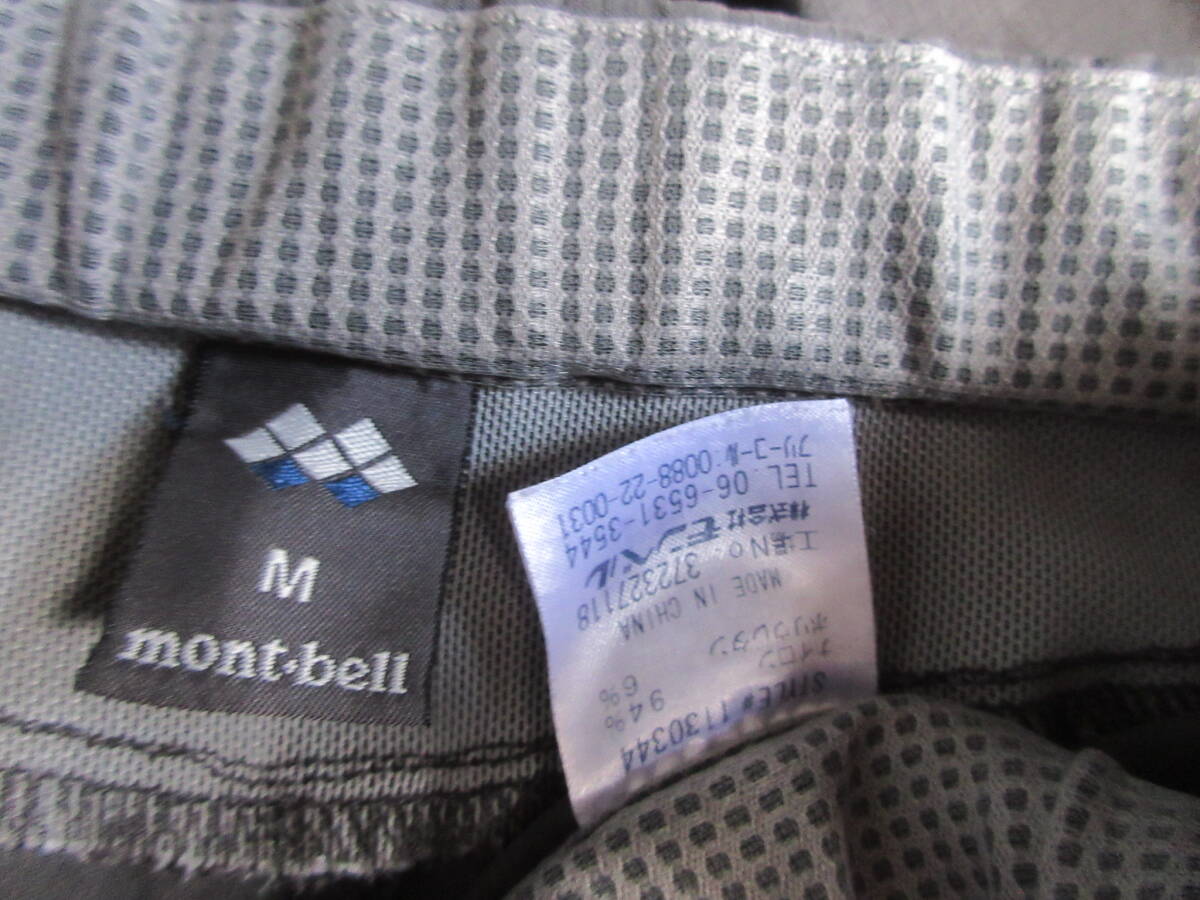 M
mont·bell
STYLE# 1130344
ナイロン 94%
ポリウレタン 6%
MADE IN CHINA
工場No. 372327118
株式会社モンベル
TEL. 06-6531-3544
フリーコール:0088-22-0031